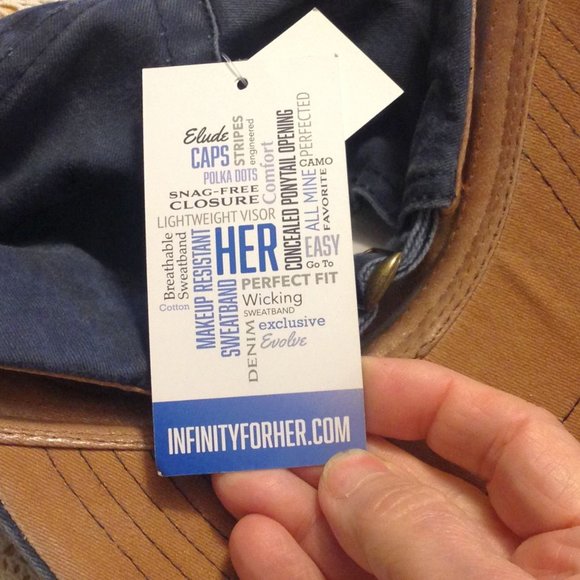 Elude
CAPS
STRIPES
engineered
POLKA DOTS
SNAG-FREE
CLOSURE
Comfort
CONCEALED PONYTAIL OPENING
PERFECTED
ALL MINE
CAMO
FAVORITE
LIGHTWEIGHT VISOR
Breathable
Sweatband
Cotton
MAKEUP RESISTANT
SWEATBAND
HER
EASY
Go To
PERFECT FIT
Wicking
SWEATBAND
DENIM
exclusive
Evolve
INFINITYFORHER.COM